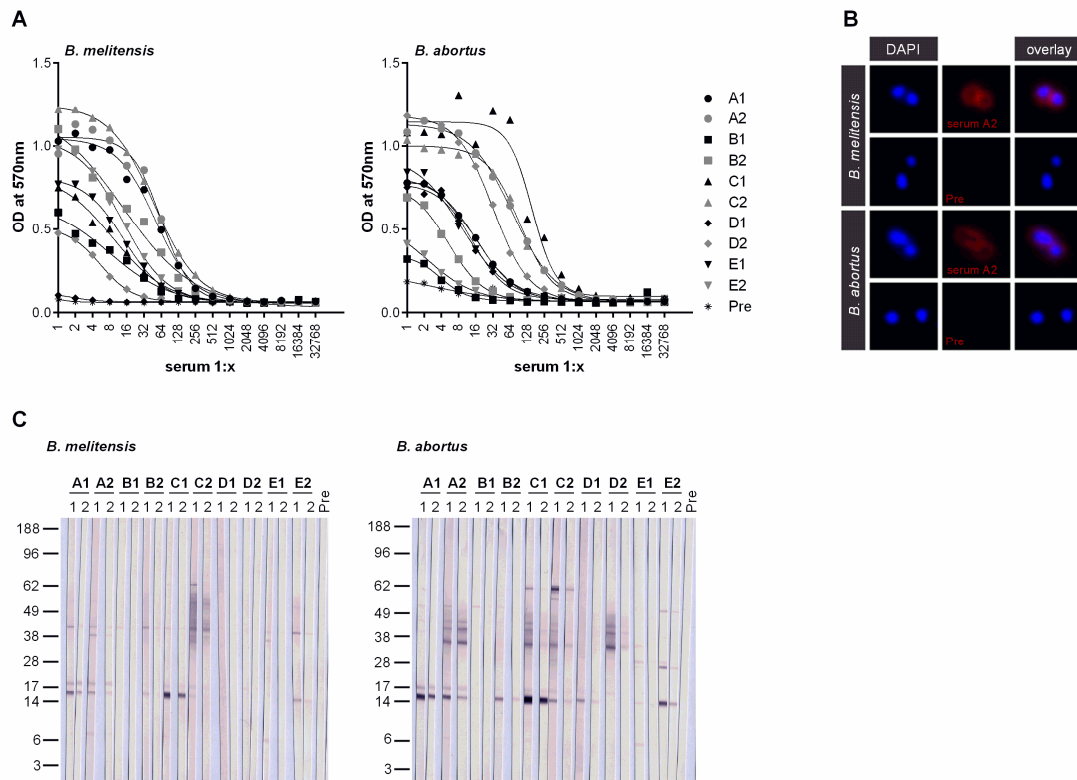 A
B. melitensis
1.5
1.0
0.5
0.0
OD at 570nm
1 2 4 8 16 32 64 128 256 512 1024 2048 4096 8192 16384 32768
serum 1:x
B. abortus
1.5
1.0
0.5
0.0
OD at 570nm
1 2 4 8 16 32 64 128 256 512 1024 2048 4096 8192 16384 32768
serum 1:x
A1
A2
B1
B2
C1
C2
D1
D2
E1
E2
Pre
B
DAPI overlay
B. melitensis
serum A2
Pre
B. abortus
serum A2
Pre
C
B. melitensis
A1 A2 B1 B2 C1 C2 D1 D2 E1 E2
1 2 1 2 1 2 1 2 1 2 1 2 1 2 1 2 1 2 1 2 Pre
188
96
62
49
38
28
17
14
6
3
B. abortus
A1 A2 B1 B2 C1 C2 D1 D2 E1 E2
1 2 1 2 1 2 1 2 1 2 1 2 1 2 1 2 1 2 1 2 Pre
188
96
62
49
38
28
17
14
6
3